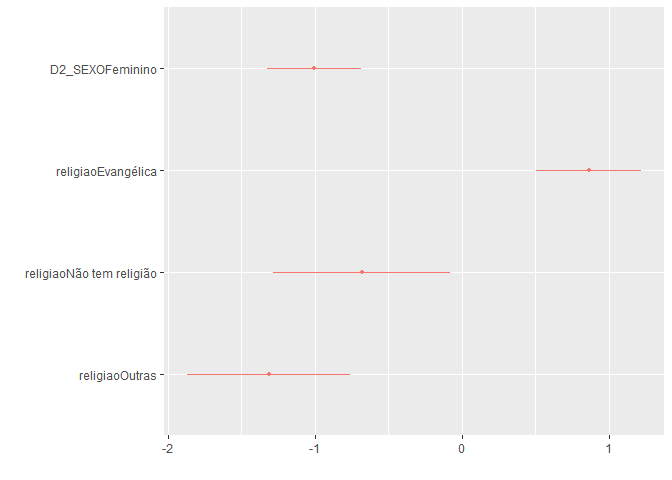 D2_SEXOFeminino
religiaoEvangélica
religiaoNão tem religião
religiaoOutras
-2 -1 0 1